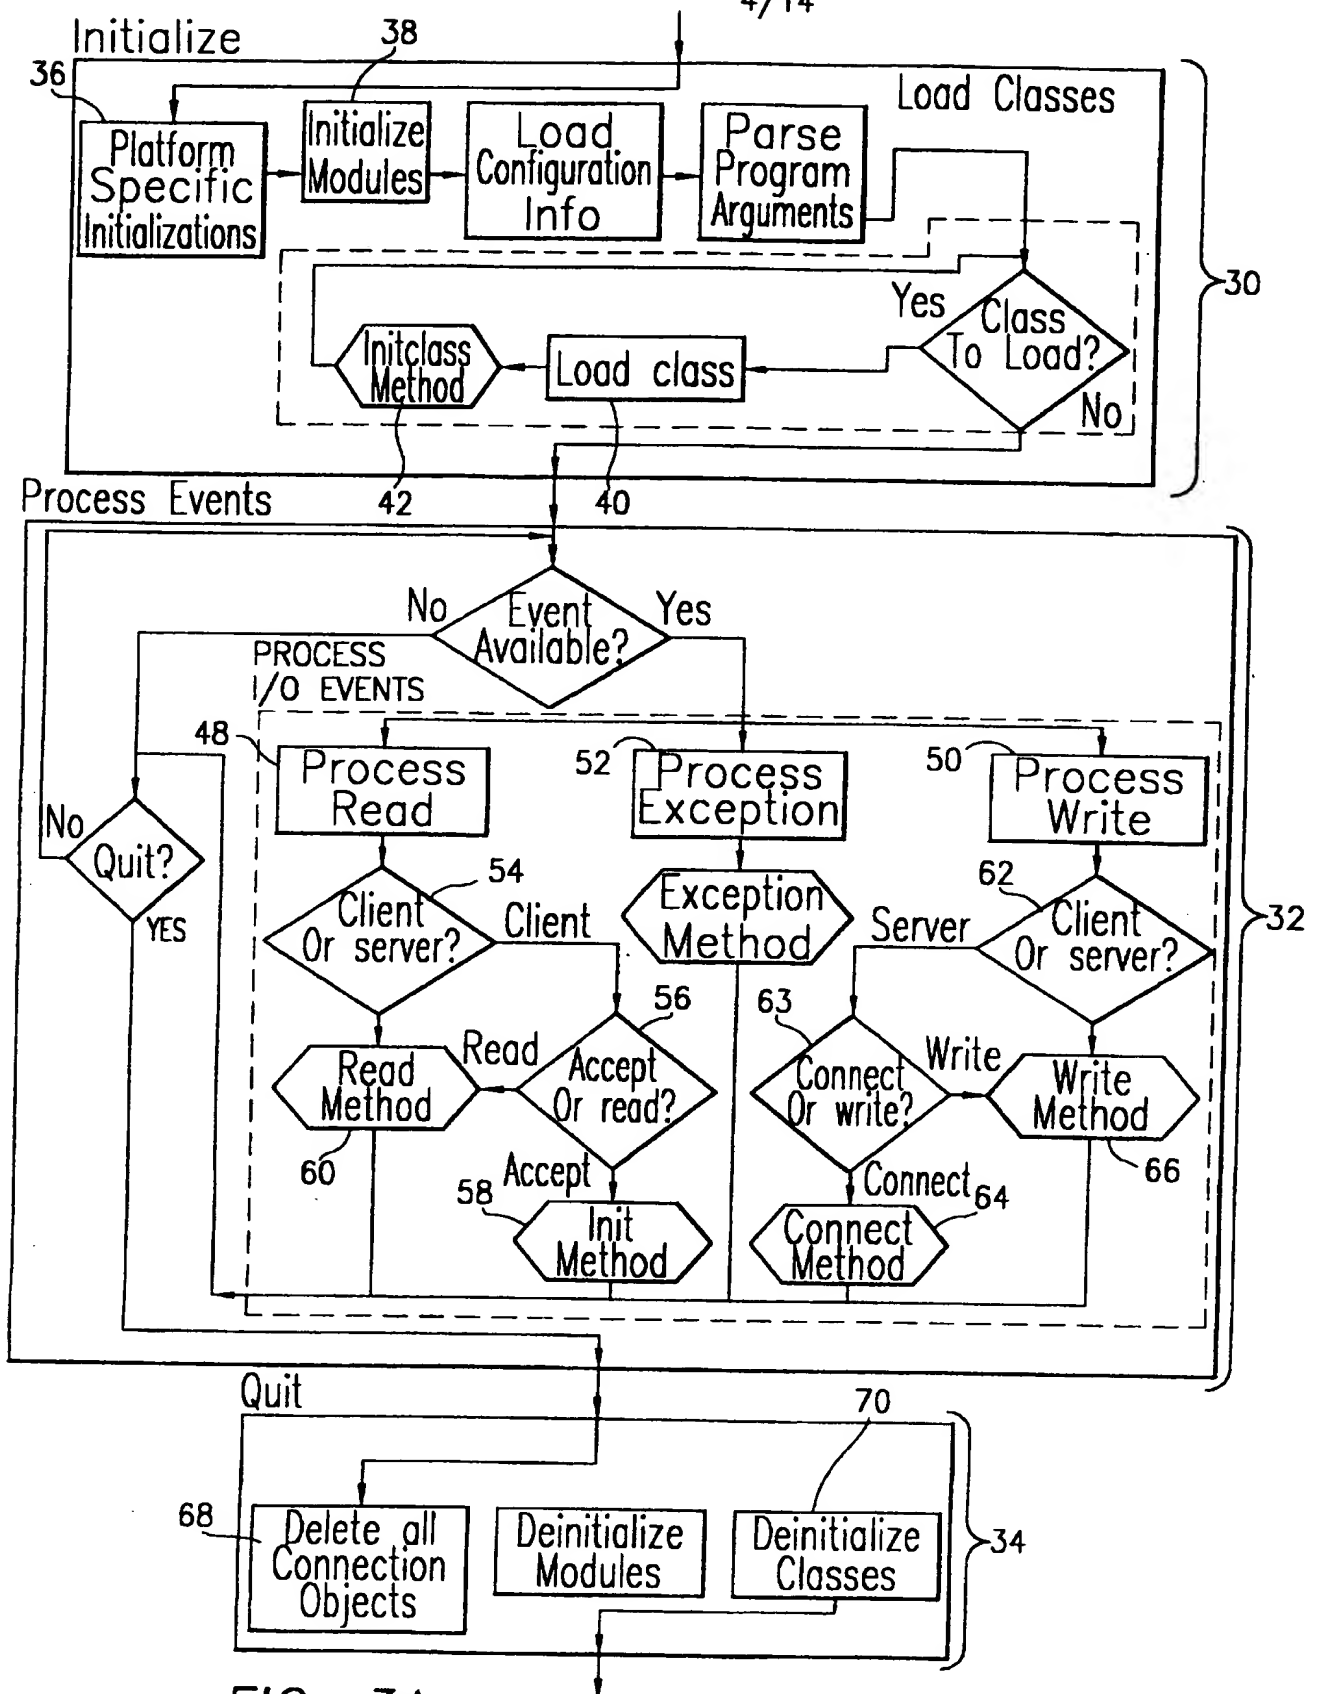 4/14
Initialize
38
36
Load Classes
Platform
Specific
Initializations
Initialize
Modules
Load
Configuration
Info
Parse
Program
Arguments
30
Yes
Class
To Load?
No
Initclass
Method
Load class
42
40
Process Events
No
Event
Available?
Yes
PROCESS
I/O EVENTS
48
Process
Read
52
Process
Exception
50
Process
Write
No
Quit?
YES
54
Client
Or server?
Client
Exception
Method
62
Server
Client
Or server?
32
56
63
Read
Method
Read
Accept
Or read?
Connect
Or write?
Write
Write
Method
60
Accept
58
Init
Method
Connect
64
Connect
Method
66
Quit
70
68
Delete all
Connection
Objects
Deinitialize
Modules
Deinitialize
Classes
34